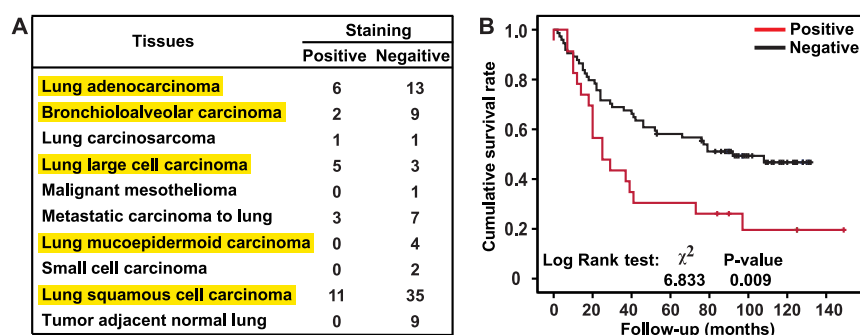 A
Tissues Staining
Positive Negaitive
Lung adenocarcinoma 6 13
Bronchioloalveolar carcinoma 2 9
Lung carcinosarcoma 1 1
Lung large cell carcinoma 5 3
Malignant mesothelioma 0 1
Metastatic carcinoma to lung 3 7
Lung mucoepidermoid carcinoma 0 4
Small cell carcinoma 0 2
Lung squamous cell carcinoma 11 35
Tumor adjacent normal lung 0 9
B
Positive
Negative
Cumulative survival rate
1.0
0.8
0.6
0.4
0.2
0
Log Rank test: χ2 P-value
6.833 0.009
0 20 40 60 80 100 120 140
Follow-up (months)